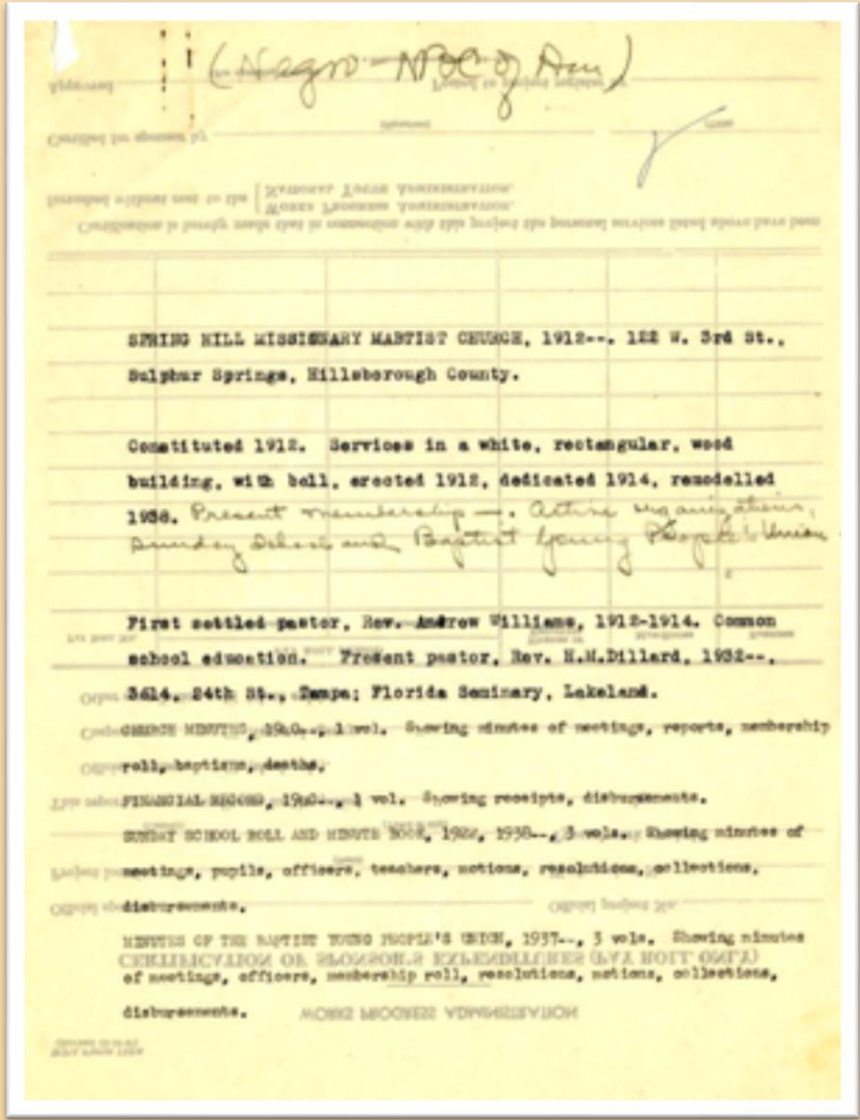 (Negro - NBC of Am)
SPRING HILL MISSIONARY MABTIST CHURCH, 1912--. 122 W. 3rd St.,
Sulphur Springs, Hillsborough County.
Constituted 1912. Services in a white, rectangular, wood
building, with bell, erected 1912, dedicated 1914, remodelled
1938. Present membership —. Active organizations,
Sunday School and Baptist Young People's Union
First settled pastor, Rev. Andrew Williams, 1912-1914. Common
school education. Present pastor, Rev. H.M.Dillard, 1932--,
3614, 24th St., Tampa; Florida Seminary, Lakeland.
CHURCH MINUTES, 1940--, 1 vol. Showing minutes of meetings, reports, membership
roll, baptisms, deaths.
FINANCIAL RECORD, 1940--, 1 vol. Showing receipts, disbursements.
SUNDAY SCHOOL ROLL AND MINUTE BOOK, 1922, 1938--, 3 vols. Showing minutes of
meetings, pupils, officers, teachers, motions, resolutions, collections,
disbursements.
MINUTES OF THE BAPTIST YOUNG PEOPLE'S UNION, 1937--, 3 vols. Showing minutes
of meetings, officers, membership roll, resolutions, motions, collections,
disbursements.